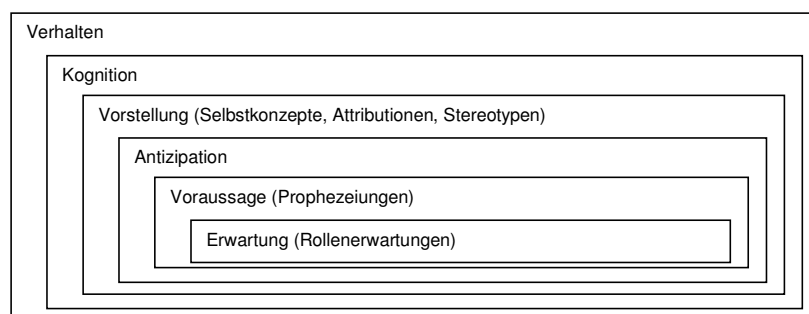 Verhalten
Kognition
Vorstellung (Selbstkonzepte, Attributionen, Stereotypen)
Antizipation
Voraussage (Prophezeiungen)
Erwartung (Rollenerwartungen)